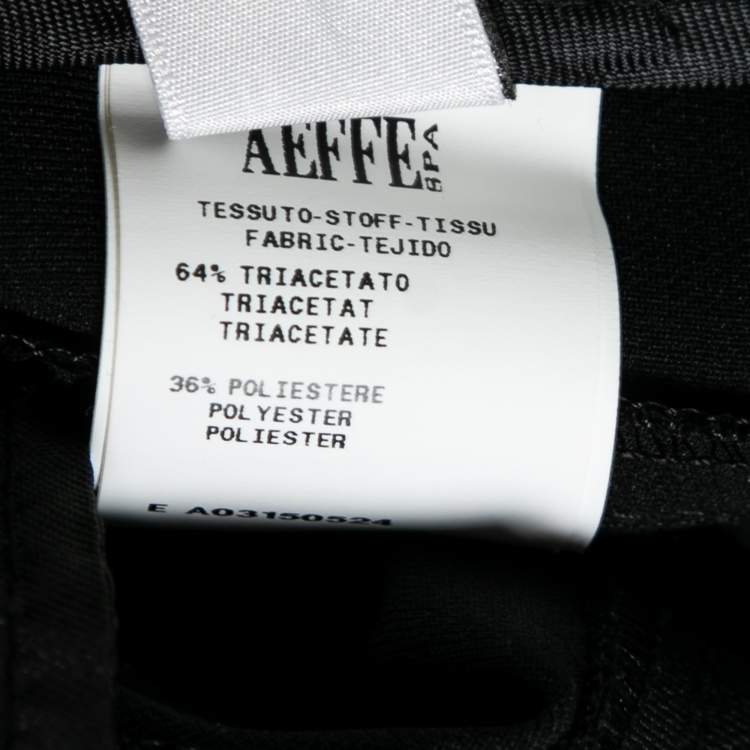 AEFFE SPA
TESSUTO-STOFF-TISSU
FABRIC-TEJIDO
64% TRIACETATO
TRIACETAT
TRIACETATE
36% POLIESTERE
POLYESTER
POLIESTER
E A03150524